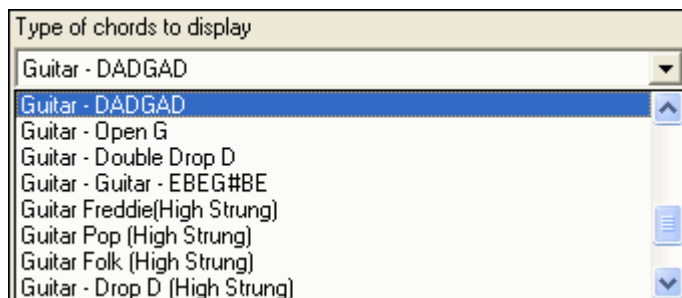 Type of chords to display
Guitar - DADGAD
Guitar - DADGAD
Guitar - Open G
Guitar - Double Drop D
Guitar - Guitar - EBEG#BE
Guitar Freddie(High Strung)
Guitar Pop (High Strung)
Guitar Folk (High Strung)
Guitar - Drop D (High Strung)